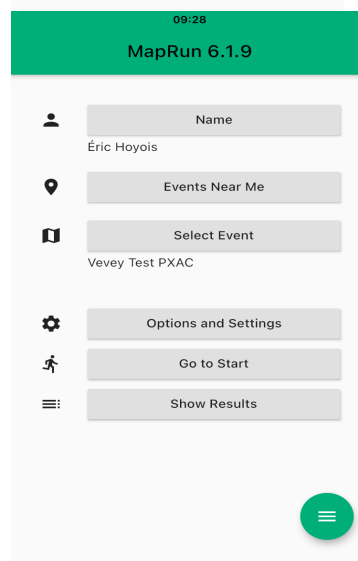 09:28
MapRun 6.1.9
Name
Éric Hoyois
Events Near Me
Select Event
Vevey Test PXAC
Options and Settings
Go to Start
Show Results